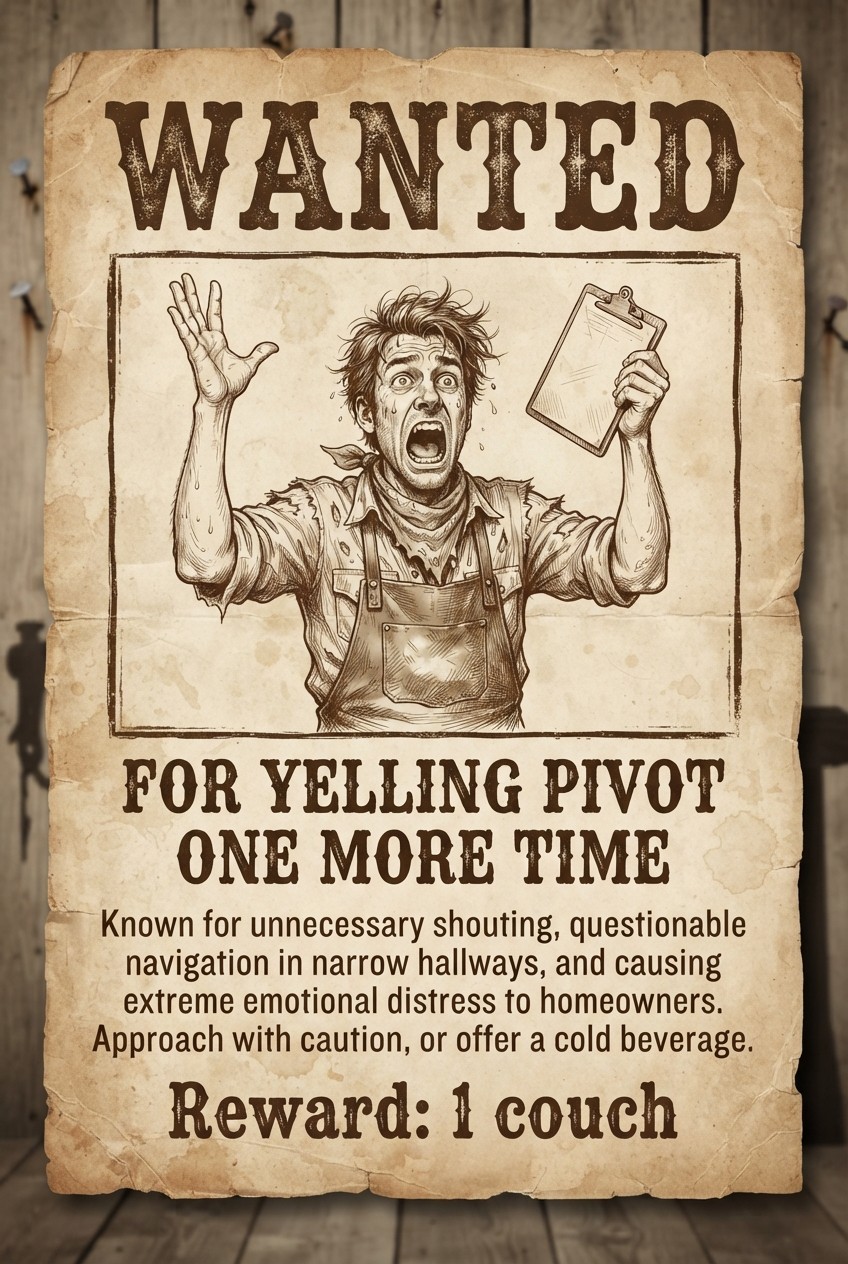 WANTED
FOR YELLING PIVOT
ONE MORE TIME
Known for unnecessary shouting, questionable
navigation in narrow hallways, and causing
extreme emotional distress to homeowners.
Approach with caution, or offer a cold beverage.
Reward: 1 couch